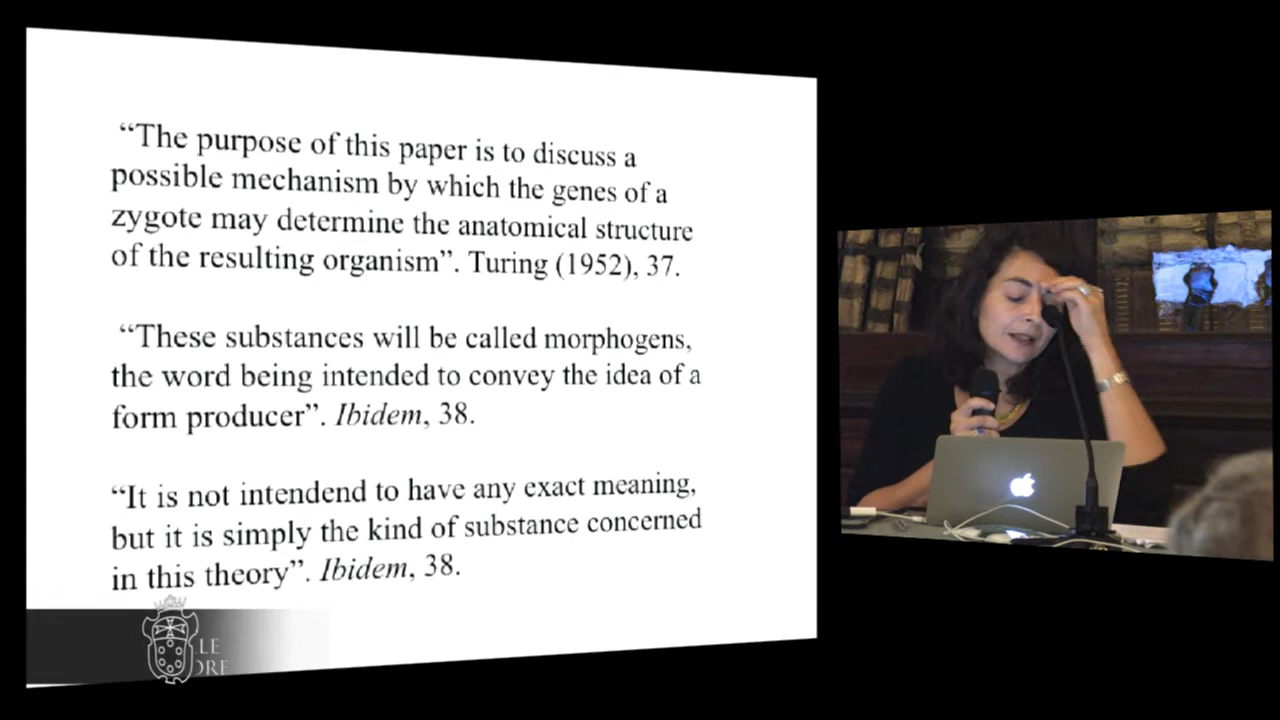 “The purpose of this paper is to discuss a
possible mechanism by which the genes of a
zygote may determine the anatomical structure
of the resulting organism”. Turing (1952), 37.
“These substances will be called morphogens,
the word being intended to convey the idea of a
form producer”. Ibidem, 38.
“It is not intendend to have any exact meaning,
but it is simply the kind of substance concerned
in this theory”. Ibidem, 38.
LE
ORE